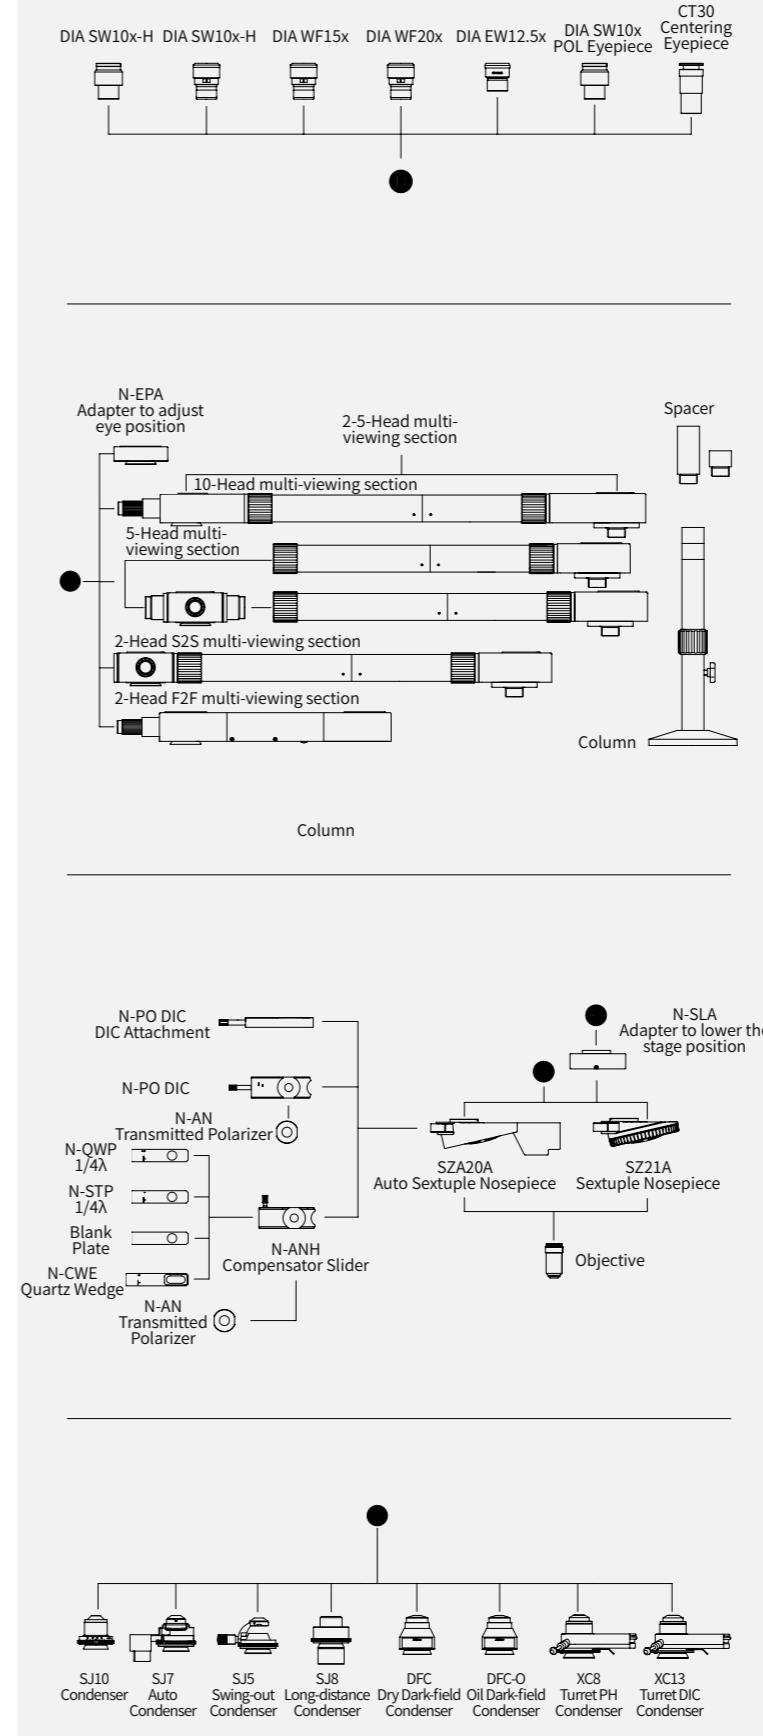 DIA SW10x-H
DIA SW10x-H
DIA WF15x
DIA WF20x
DIA EW12.5x
DIA SW10x
POL Eyepiece
CT30
Centering
Eyepiece
N-EPA
Adapter to adjust
eye position
2-5-Head multi-
viewing section
Spacer
10-Head multi-viewing section
5-Head multi-
viewing section
2-Head S2S multi-viewing section
2-Head F2F multi-viewing section
Column
Column
N-PO DIC
DIC Attachment
N-SLA
Adapter to lower the
stage position
N-PO DIC
N-AN
Transmitted Polarizer
N-QWP
1/4λ
SZA20A
Auto Sextuple Nosepiece
SZ21A
Sextuple Nosepiece
N-STP
1/4λ
Blank
Plate
N-ANH
Compensator Slider
Objective
N-CWE
Quartz Wedge
N-AN
Transmitted
Polarizer
SJ10
Condenser
SJ7
Auto
Condenser
SJ5
Swing-out
Condenser
SJ8
Long-distance
Condenser
DFC
Dry Dark-field
Condenser
DFC-O
Oil Dark-field
Condenser
XC8
Turret PH
Condenser
XC13
Turret DIC
Condenser